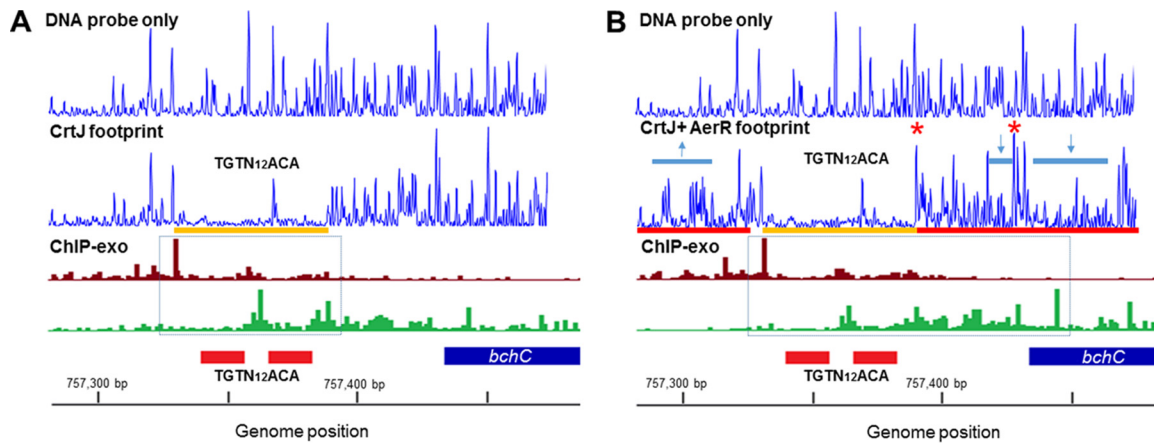 A
DNA probe only
CrtJ footprint
TGTN₁₂ACA
ChIP-exo
bchC
TGTN₁₂ACA
757,300 bp
757,400 bp
Genome position
B
DNA probe only
*
*
CrtJ+ AerR footprint
TGTN₁₂ACA
ChIP-exo
bchC
TGTN₁₂ACA
757,300 bp
757,400 bp
Genome position